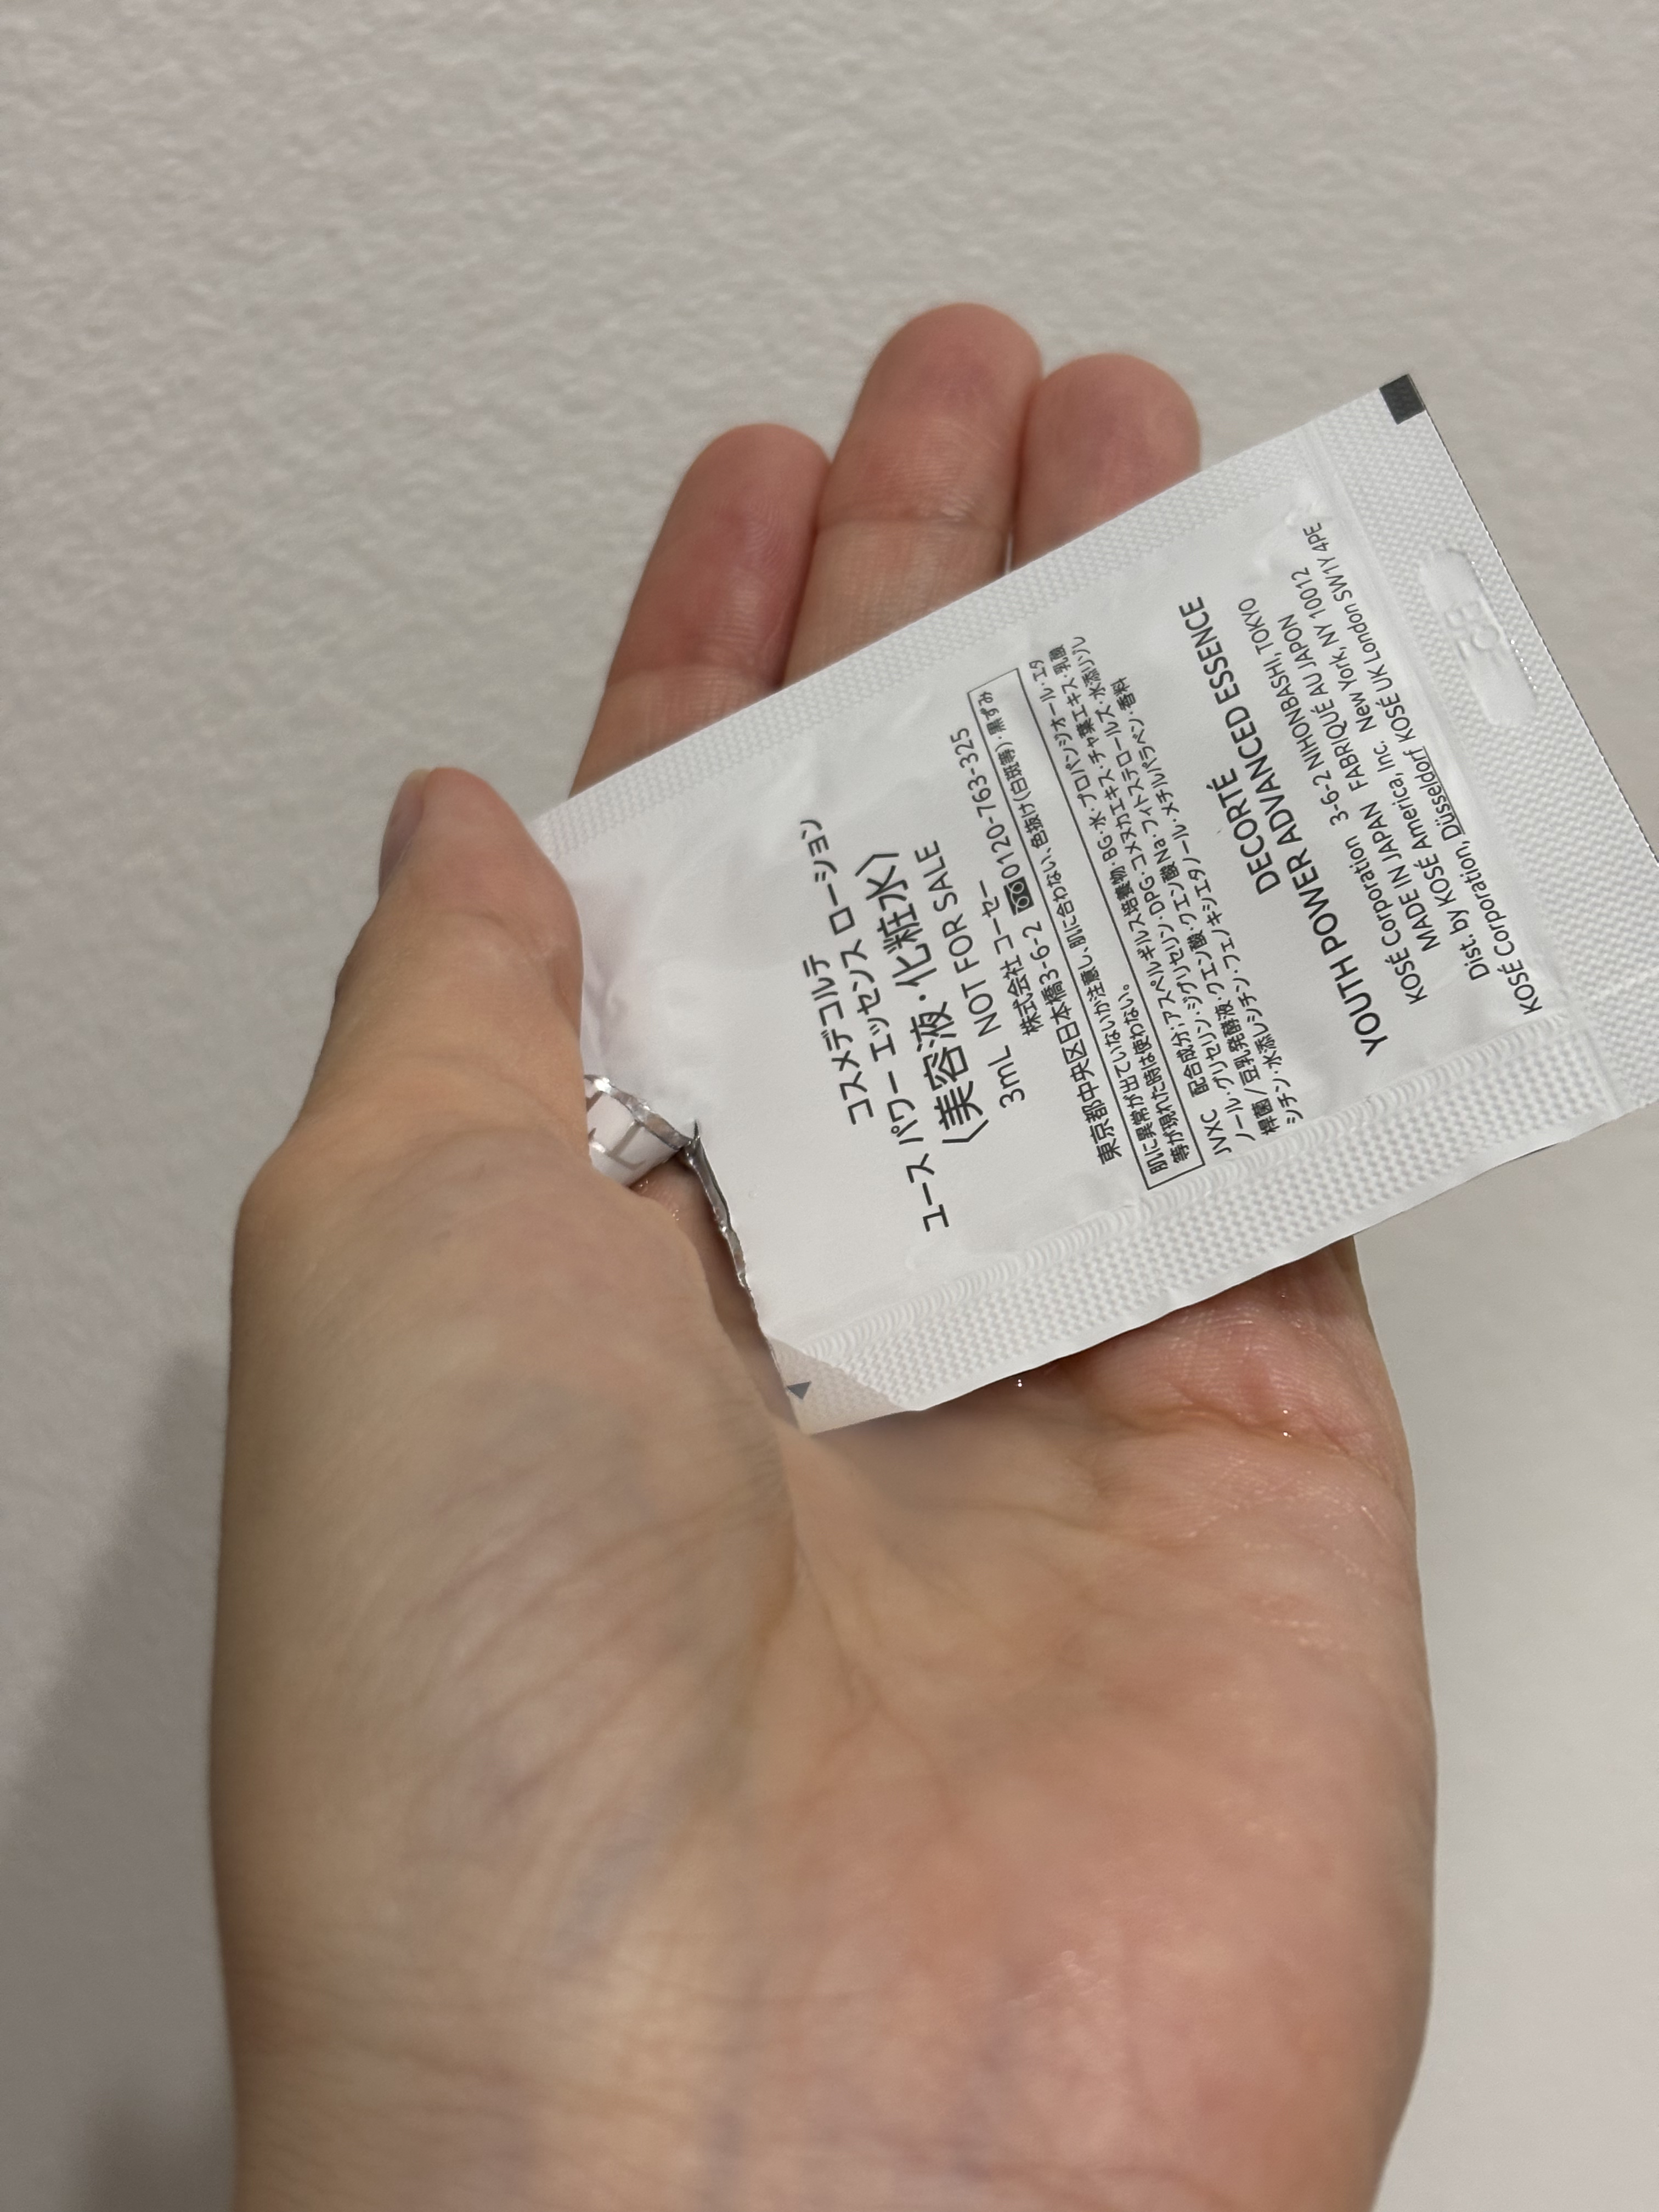 コスメデコルテ
ユース パワー エッセンス ローション
〈美容液・化粧水〉
3mL NOT FOR SALE
株式会社コーセー
東京都中央区日本橋3-6-2 0120-763-325
肌に異常が出ていないか注意し、肌に合わない、色抜け(白斑等)・黒ずみ
等が現れた時は使わない。
JVXC 配合成分:アスペルギルス培養物・BG・水・プロパンジオール・エタ
ノール・グリセリン・ジグリセリン・DPG・コメヌカエキス・チャ葉エキス・乳酸
桿菌/豆乳発酵液・クエン酸・クエン酸Na・フィトステロールズ・水添リゾレ
シチン・水添レシチン・フェノキシエタノール・メチルパラベン・香料
DECORTÉ
YOUTH POWER ADVANCED ESSENCE
KOSÉ Corporation 3-6-2 NIHONBASHI, TOKYO
MADE IN JAPAN FABRIQUÉ AU JAPON
Dist. by KOSÉ America, Inc. New York, NY 10012
KOSÉ Corporation, Düsseldorf KOSÉ UK London SW1Y 4PE